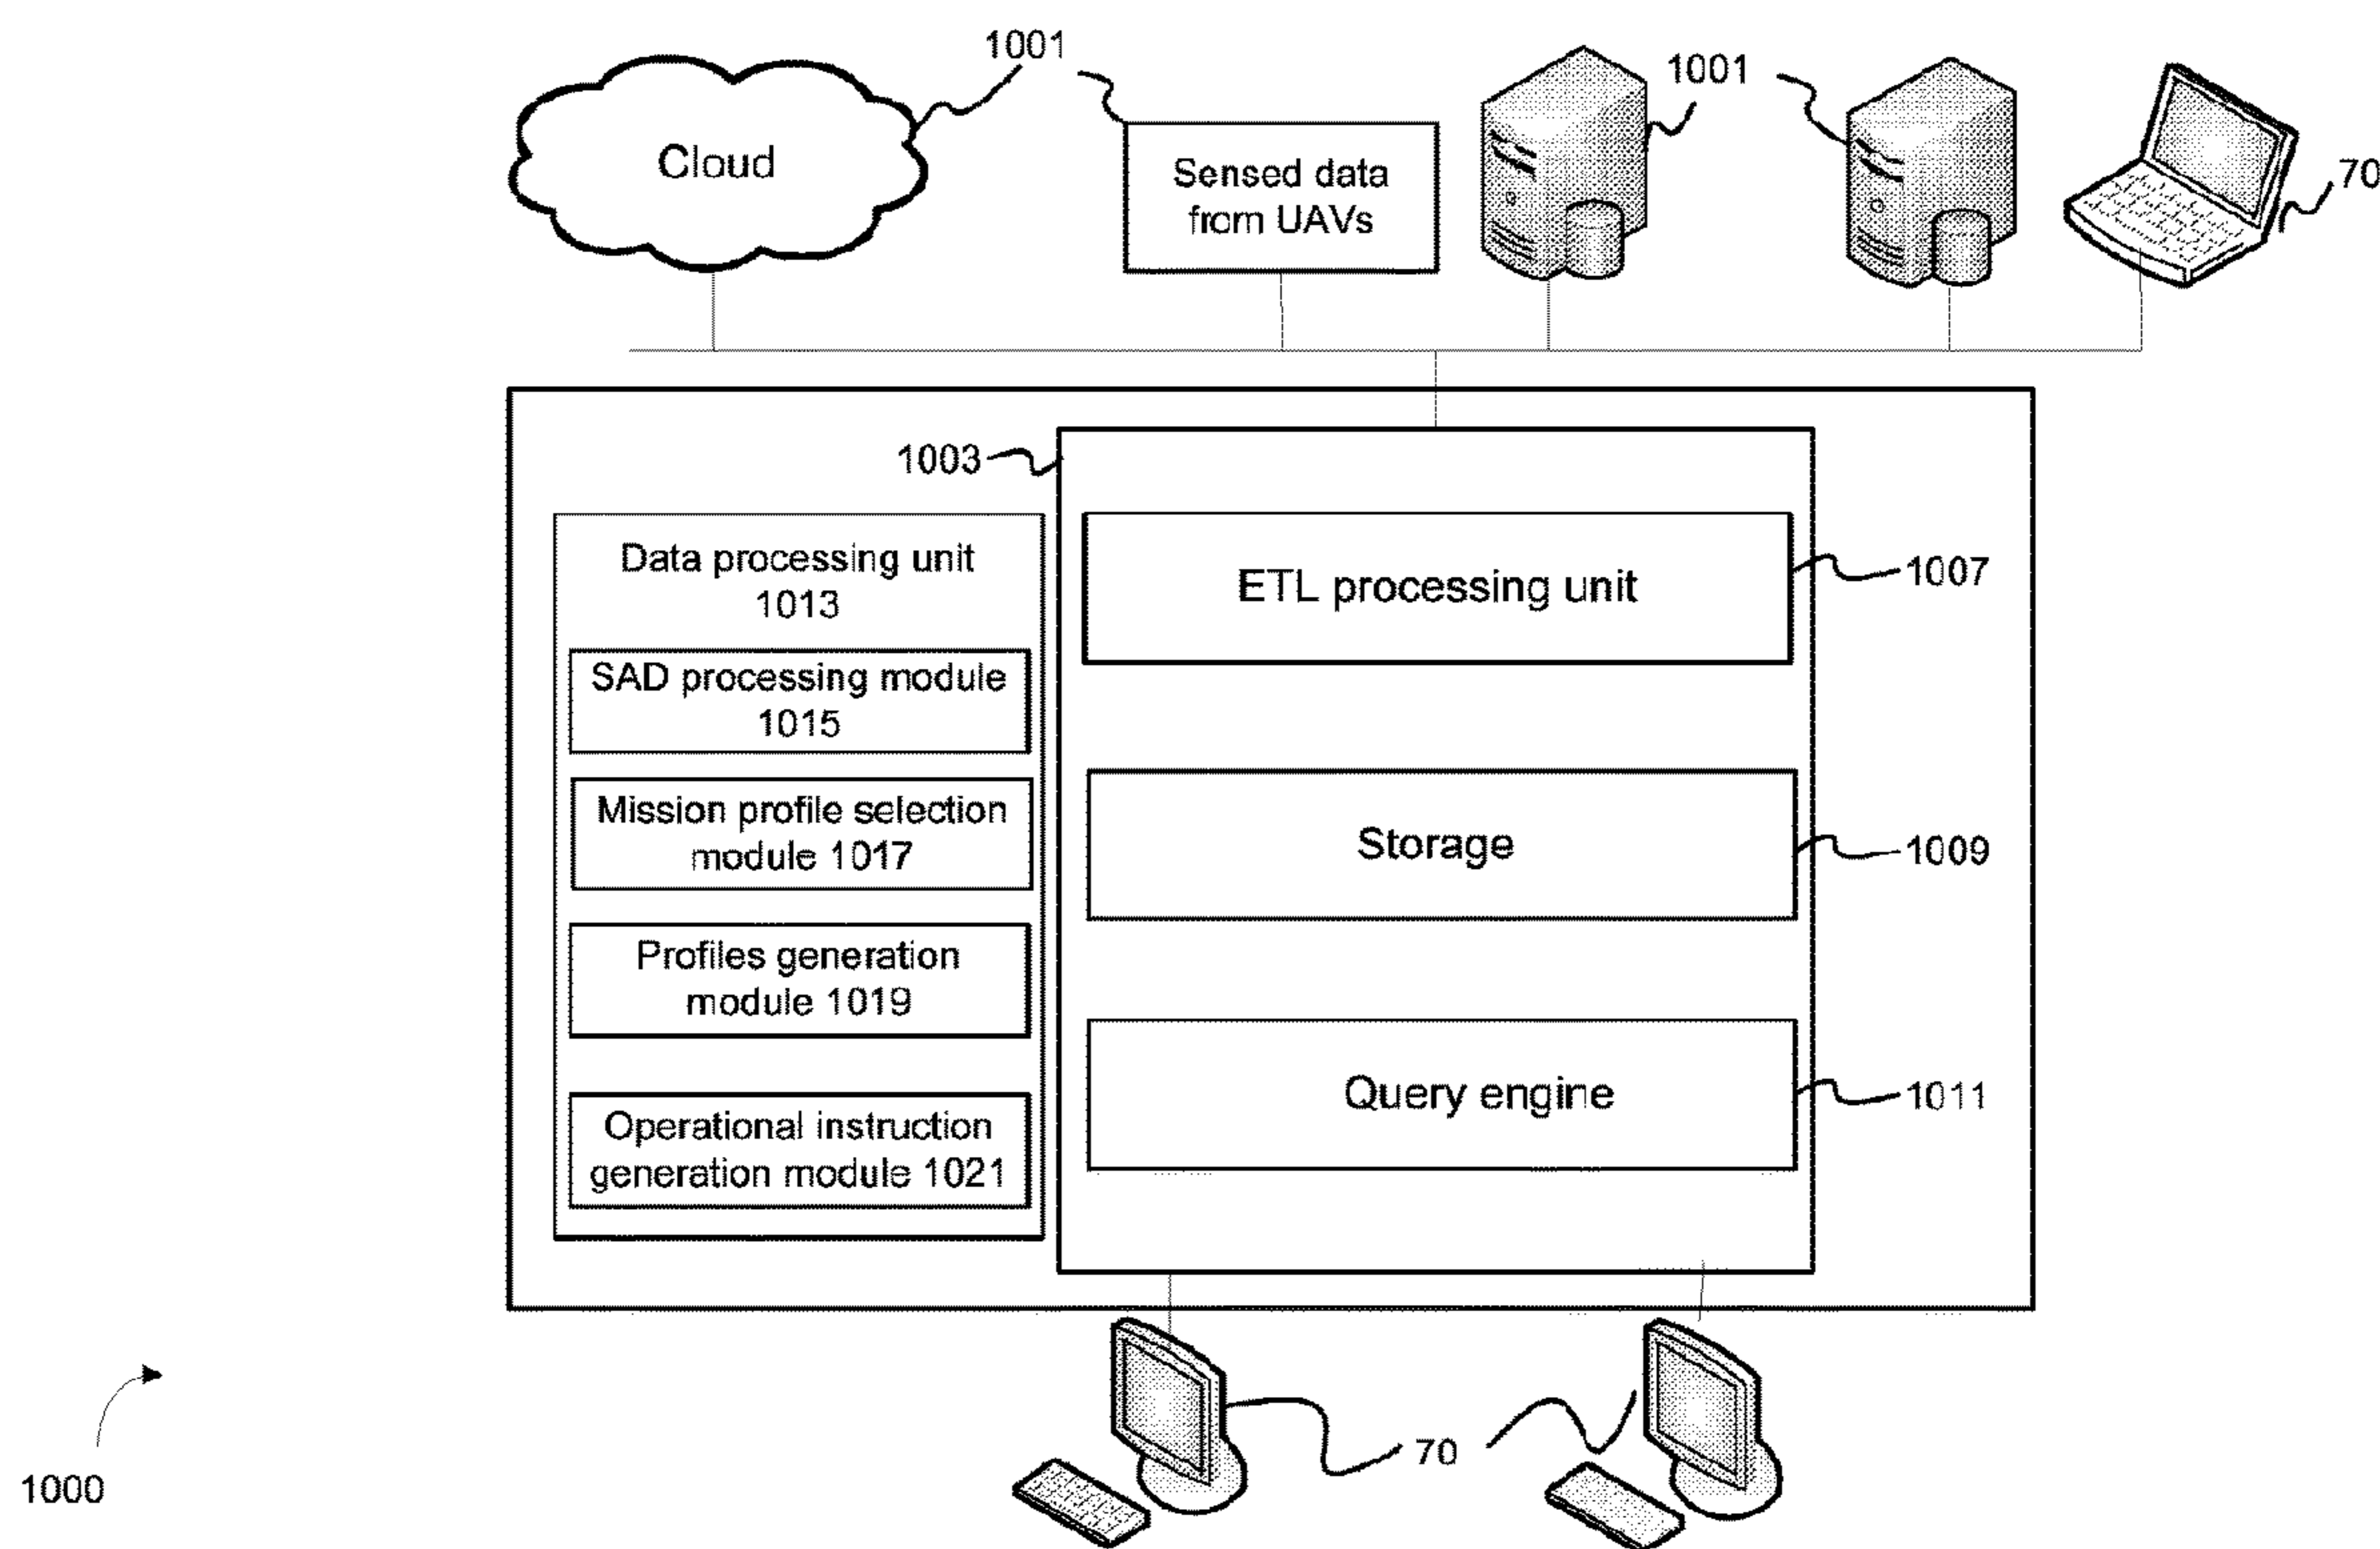 1001
1001
Cloud
Sensed data
from UAVs
70
1003
Data processing unit
1013
ETL processing unit
1007
SAD processing module
1015
Mission profile selection
module 1017
Storage
1009
Profiles generation
module 1019
Query engine
1011
Operational instruction
generation module 1021
70
1000